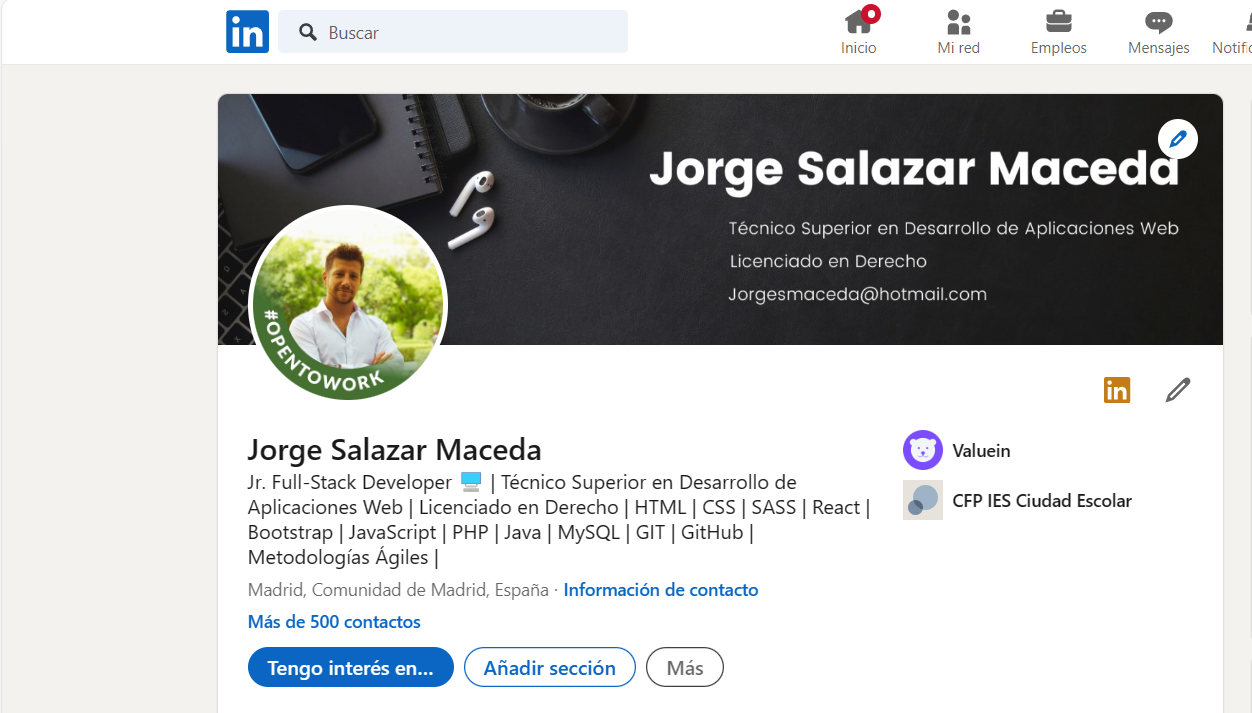 in
Buscar
Inicio
Mi red
Empleos
Mensajes
Jorge Salazar Maceda
Técnico Superior en Desarrollo de Aplicaciones Web
Licenciado en Derecho
Jorgesmaceda@hotmail.com
#OPENTOWORK
in
Jorge Salazar Maceda
Jr. Full-Stack Developer | Técnico Superior en Desarrollo de
Aplicaciones Web | Licenciado en Derecho | HTML | CSS | SASS | React |
Bootstrap | JavaScript | PHP | Java | MySQL | GIT | GitHub |
Metodologías Ágiles |
Madrid, Comunidad de Madrid, España · Información de contacto
Más de 500 contactos
Tengo interés en...
Añadir sección
Más
Valuein
CFP IES Ciudad Escolar